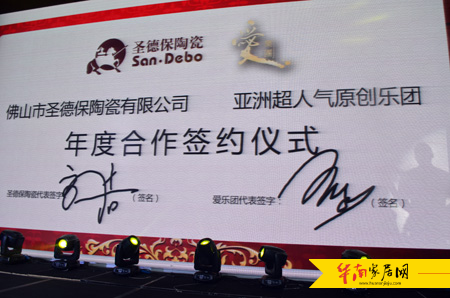 圣德保陶瓷
San·Debo
愛
佛山市圣德保陶瓷有限公司 亚洲超人气原创乐团
年度合作签约仪式
圣德保陶瓷代表签字: (签名) 爱乐团代表签字: (签名)
华南家居网